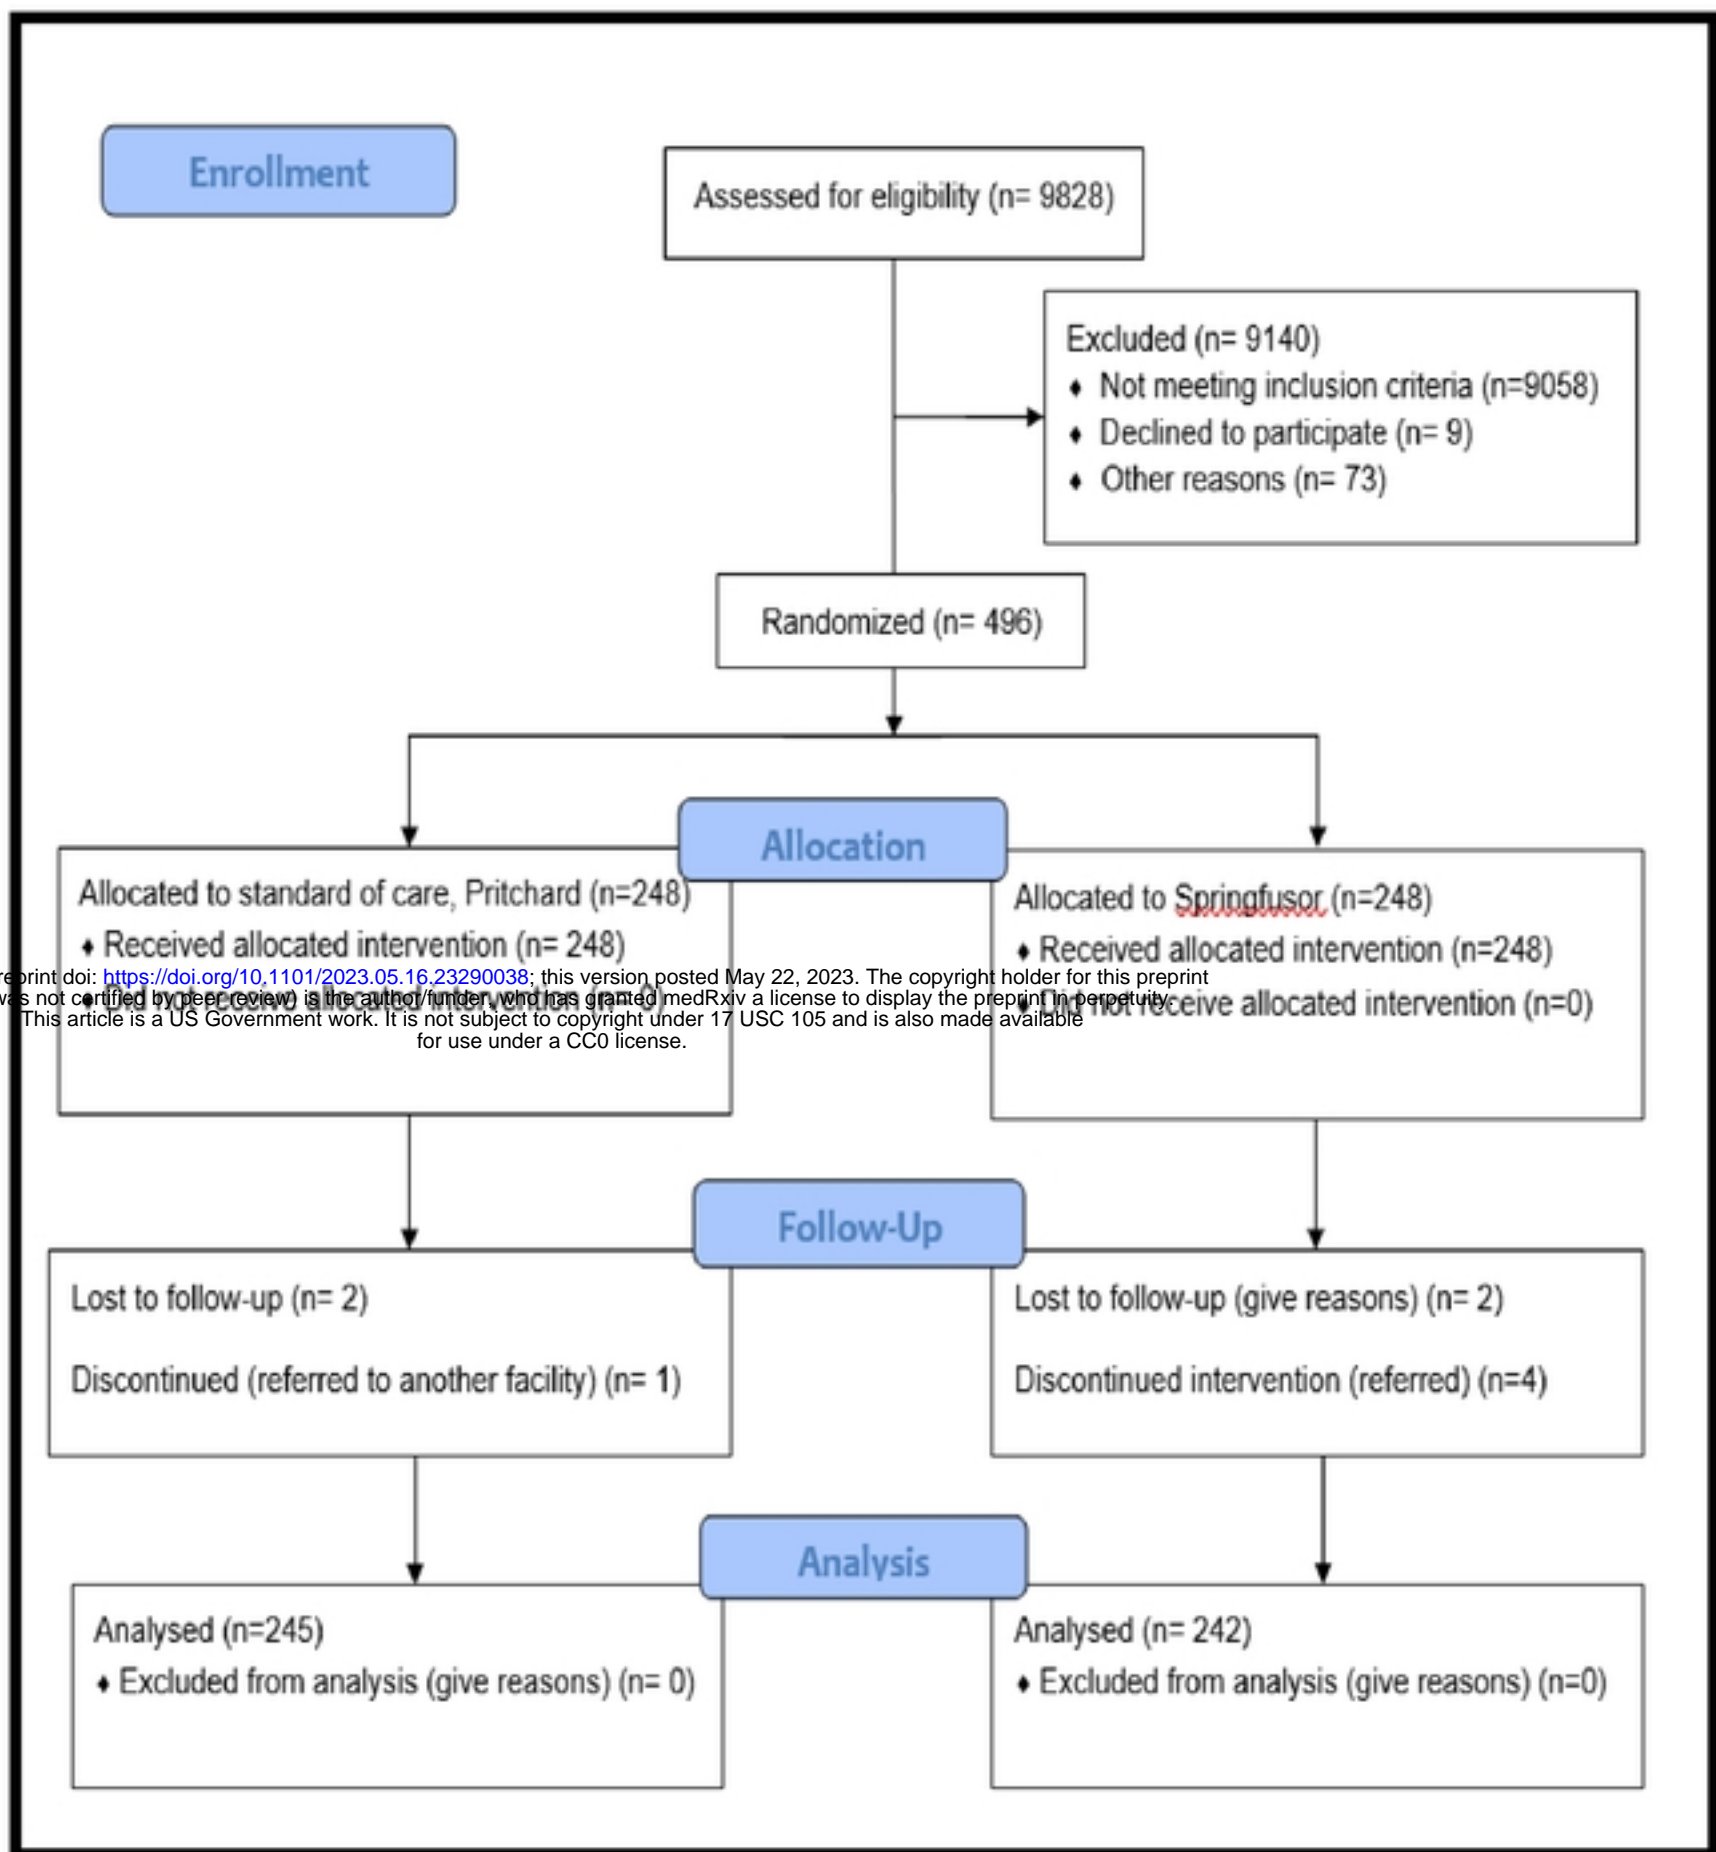 Enrollment
Assessed for eligibility (n= 9828)
Excluded (n= 9140)
♦ Not meeting inclusion criteria (n=9058)
♦ Declined to participate (n= 9)
♦ Other reasons (n= 73)
Randomized (n= 496)
Allocation
Allocated to standard of care, Pritchard (n=248)
♦ Received allocated intervention (n= 248)
♦ Did not receive allocated intervention (n= 0)
Allocated to Springfusor (n=248)
♦ Received allocated intervention (n=248)
♦ Did not receive allocated intervention (n=0)
doi: https://doi.org/10.1101/2023.05.16.23290038; this version posted May 22, 2023. The copyright holder for this preprint
was not certified by peer review) is the author/funder, who has granted medRxiv a license to display the preprint in perpetuity.
This article is a US Government work. It is not subject to copyright under 17 USC 105 and is also made available
for use under a CC0 license.
Follow-Up
Lost to follow-up (n= 2)
Discontinued (referred to another facility) (n= 1)
Lost to follow-up (give reasons) (n= 2)
Discontinued intervention (referred) (n=4)
Analysis
Analysed (n=245)
♦ Excluded from analysis (give reasons) (n= 0)
Analysed (n= 242)
♦ Excluded from analysis (give reasons) (n=0)